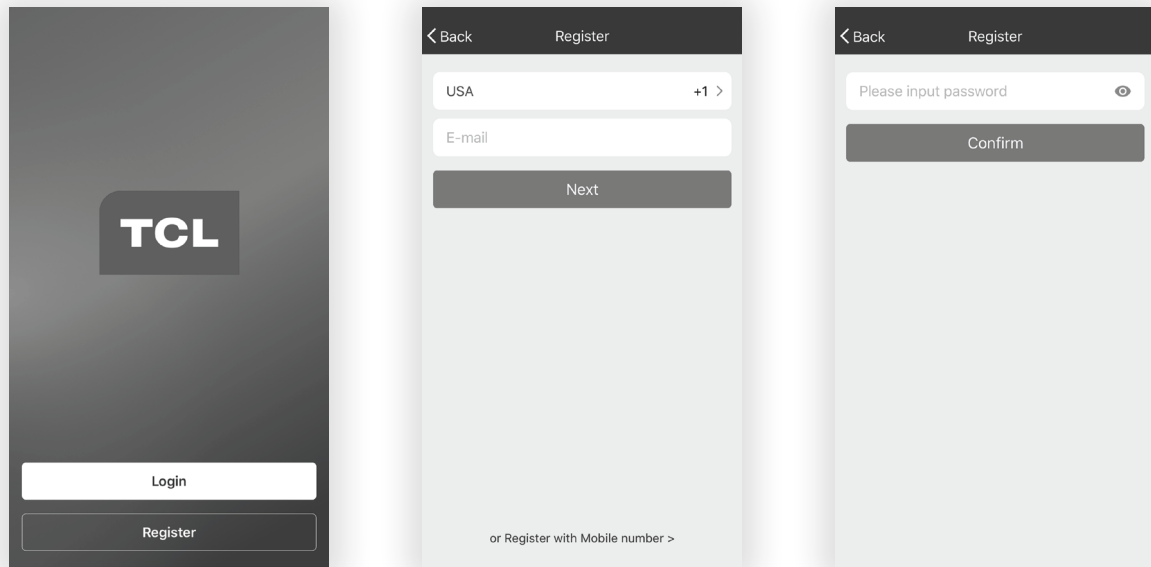 TCL
Login
Register
Back Register
USA +1 >
E-mail
Next
or Register with Mobile number >
Back Register
Please input password
Confirm